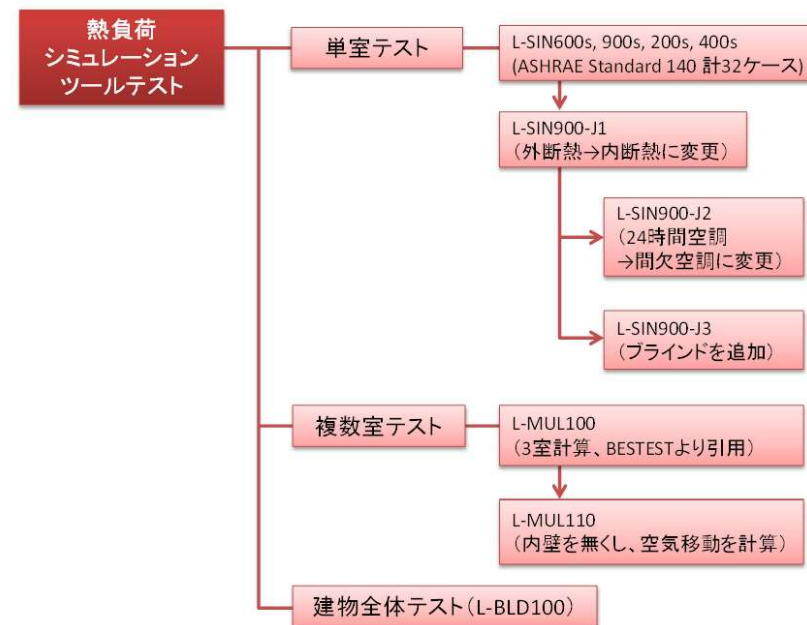 熱負荷
シミュレーション
ツールテスト
単室テスト
L-SIN600s, 900s, 200s, 400s
(ASHRAE Standard 140 計32ケース)
L-SIN900-J1
(外断熱→内断熱に変更)
L-SIN900-J2
(24時間空調
→間欠空調に変更)
L-SIN900-J3
(ブラインドを追加)
複数室テスト
L-MUL100
(3室計算、BESTESTより引用)
L-MUL110
(内壁を無くし、空気移動を計算)
建物全体テスト(L-BLD100)